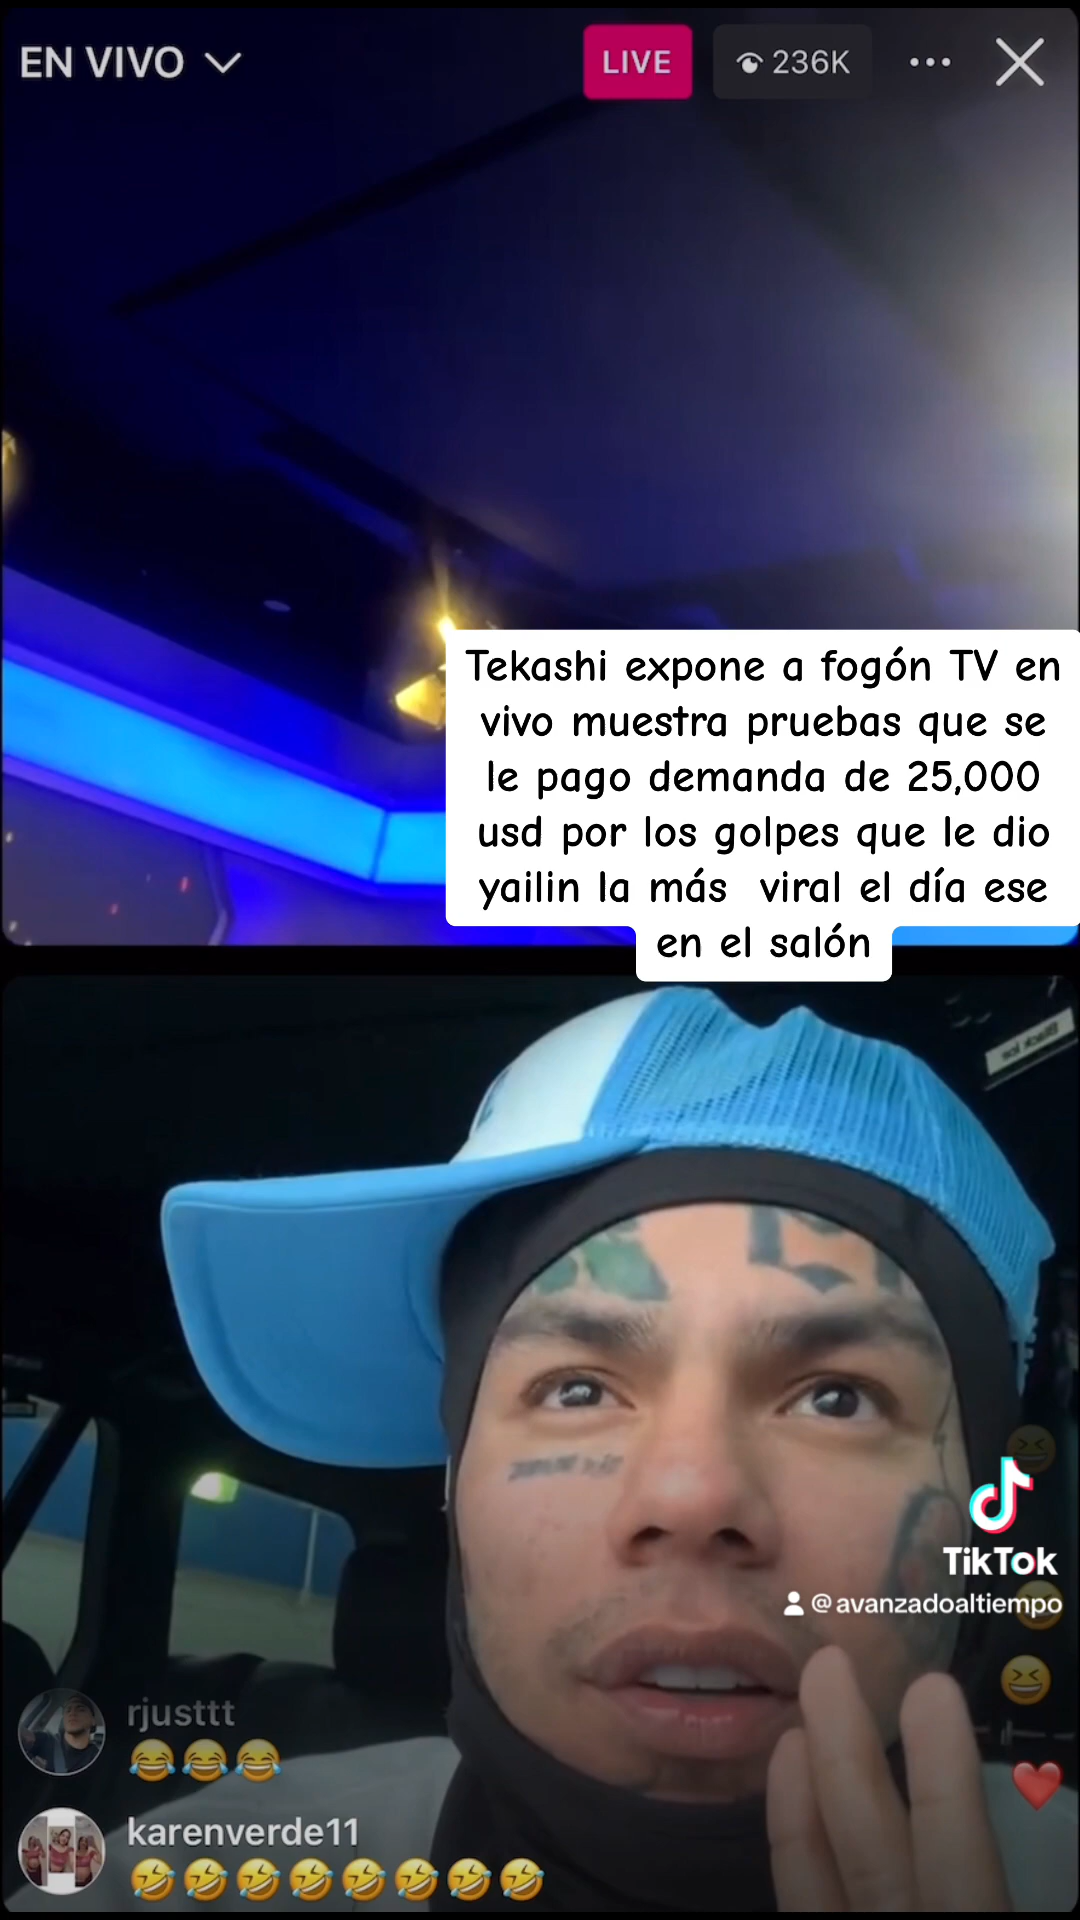 EN VIVO
LIVE
236K
Tekashi expone a fogón TV en
vivo muestra pruebas que se
le pago demanda de 25,000
usd por los golpes que le dio
yailin la más viral el día ese
en el salón
TikTok
@avanzadoaltiempo
rjusttt
😂😂😂
karenverde11
🤣🤣🤣🤣🤣🤣🤣🤣